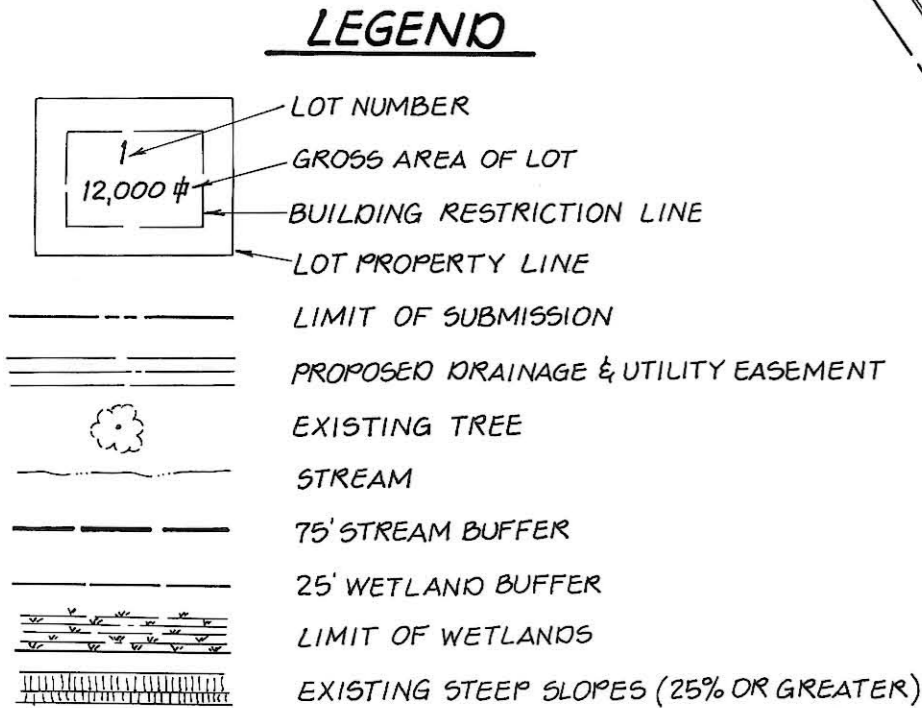 LEGEND
LOT NUMBER
1
GROSS AREA OF LOT
12,000 ⌗
BUILDING RESTRICTION LINE
LOT PROPERTY LINE
LIMIT OF SUBMISSION
PROPOSED DRAINAGE & UTILITY EASEMENT
EXISTING TREE
STREAM
75' STREAM BUFFER
25' WETLAND BUFFER
LIMIT OF WETLANDS
EXISTING STEEP SLOPES (25% OR GREATER)